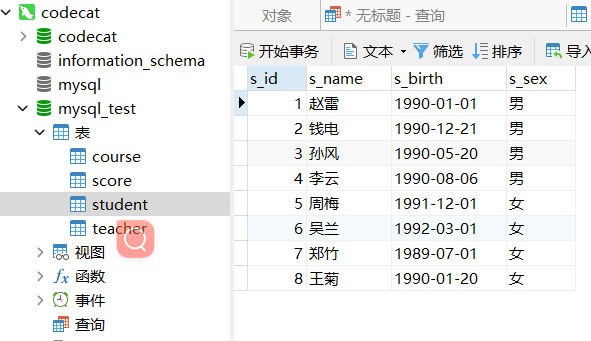 codecat
codecat
information_schema
mysql
mysql_test
表
course
score
student
teacher
视图
函数
事件
查询
对象
* 无标题 - 查询
开始事务 文本 筛选 排序 导入
s_id s_name s_birth s_sex
1 赵雷 1990-01-01 男
2 钱电 1990-12-21 男
3 孙风 1990-05-20 男
4 李云 1990-08-06 男
5 周梅 1991-12-01 女
6 吴兰 1992-03-01 女
7 郑竹 1989-07-01 女
8 王菊 1990-01-20 女